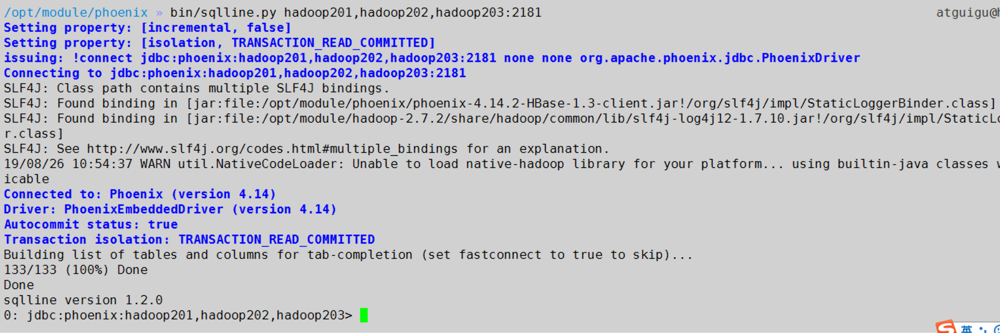 /opt/module/phoenix » bin/sqlline.py hadoop201,hadoop202,hadoop203:2181 atguigu@
Setting property: [incremental, false]
Setting property: [isolation, TRANSACTION_READ_COMMITTED]
issuing: !connect jdbc:phoenix:hadoop201,hadoop202,hadoop203:2181 none none org.apache.phoenix.jdbc.PhoenixDriver
Connecting to jdbc:phoenix:hadoop201,hadoop202,hadoop203:2181
SLF4J: Class path contains multiple SLF4J bindings.
SLF4J: Found binding in [jar:file:/opt/module/phoenix/phoenix-4.14.2-HBase-1.3-client.jar!/org/slf4j/impl/StaticLoggerBinder.class]
SLF4J: Found binding in [jar:file:/opt/module/hadoop-2.7.2/share/hadoop/common/lib/slf4j-log4j12-1.7.10.jar!/org/slf4j/impl/StaticL
r.class]
SLF4J: See http://www.slf4j.org/codes.html#multiple_bindings for an explanation.
19/08/26 10:54:37 WARN util.NativeCodeLoader: Unable to load native-hadoop library for your platform... using builtin-java classes
icable
Connected to: Phoenix (version 4.14)
Driver: PhoenixEmbeddedDriver (version 4.14)
Autocommit status: true
Transaction isolation: TRANSACTION_READ_COMMITTED
Building list of tables and columns for tab-completion (set fastconnect to true to skip)...
133/133 (100%) Done
Done
sqlline version 1.2.0
0: jdbc:phoenix:hadoop201,hadoop202,hadoop203>
英